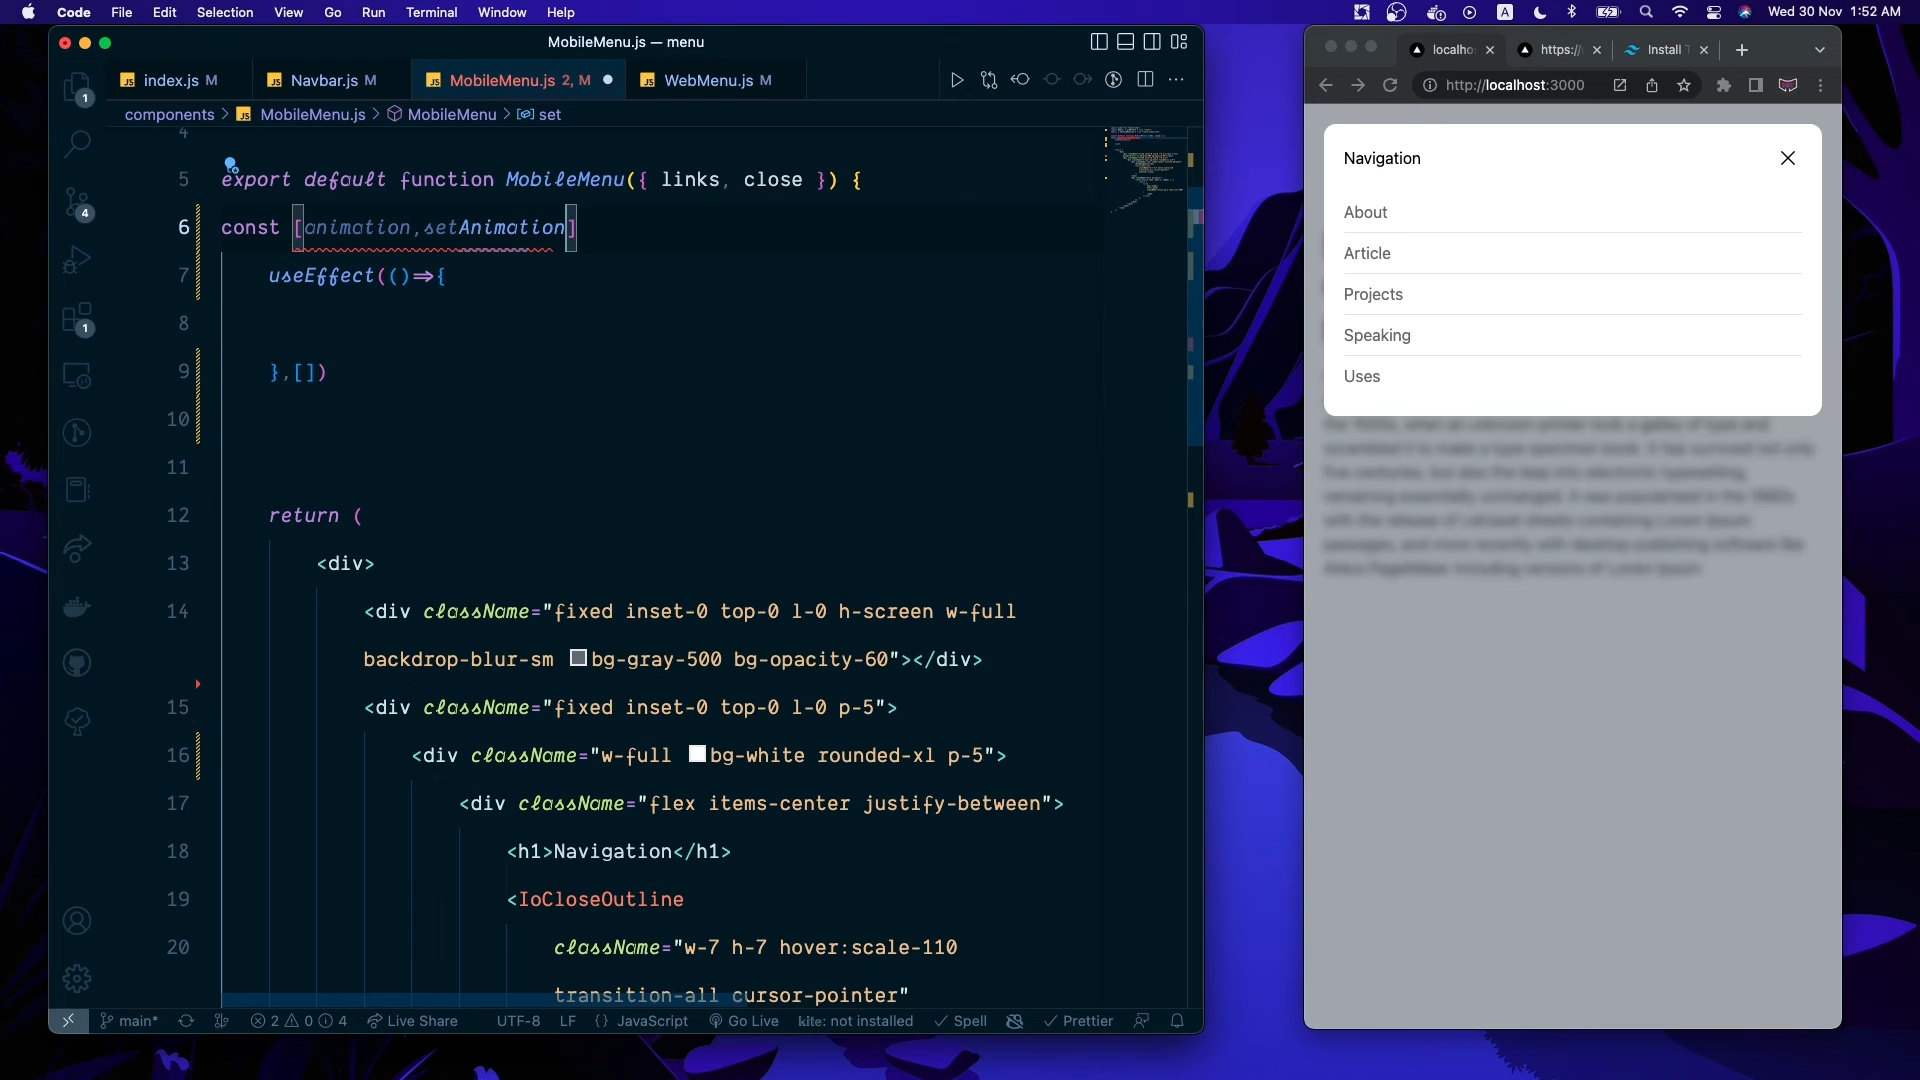 Code File Edit Selection View Go Run Terminal Window Help
A
Wed 30 Nov 1:52 AM
MobileMenu.js — menu
index.js M
Navbar.js M
MobileMenu.js 2, M
WebMenu.js M
components > JS MobileMenu.js > MobileMenu > set
4
5 export default function MobileMenu({ links, close }) {
6 const [animation,setAnimation]
7 useEffect(()=>{
8
9 },[])
10
11
12 return (
13 <div>
14 <div className="fixed inset-0 top-0 l-0 h-screen w-full
backdrop-blur-sm bg-gray-500 bg-opacity-60"></div>
15 <div className="fixed inset-0 top-0 l-0 p-5">
16 <div className="w-full bg-white rounded-xl p-5">
17 <div className="flex items-center justify-between">
18 <h1>Navigation</h1>
19 <IoCloseOutline
20 className="w-7 h-7 hover:scale-110
transition-all cursor-pointer"
1
4
1
main* 2 0 4 Live Share UTF-8 LF {} JavaScript Go Live kite: not installed Spell Prettier
localho
https://
Install
http://localhost:3000
Navigation
About
Article
Projects
Speaking
Uses